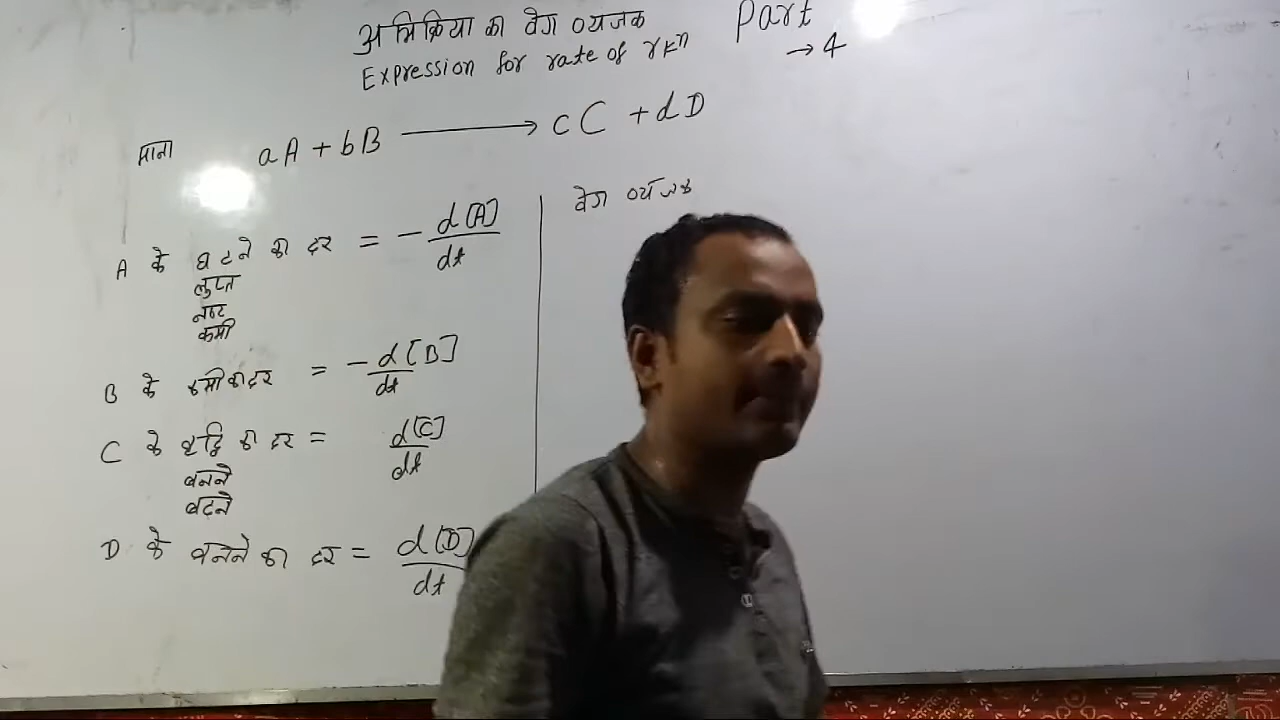 अभिक्रिया का वेग व्यंजक
Part
→ 4
Expression for rate of rxn
माना aA + bB ⟶ cC + dD
A के घटने का दर = - d[A]/dt
लुप्त
नष्ट
कमी
B के कमी का दर = - d[B]/dt
C के वृद्धि का दर = d[C]/dt
बनने
बढ़ने
D के बनने का दर = d[D]/dt
वेग व्यंजक